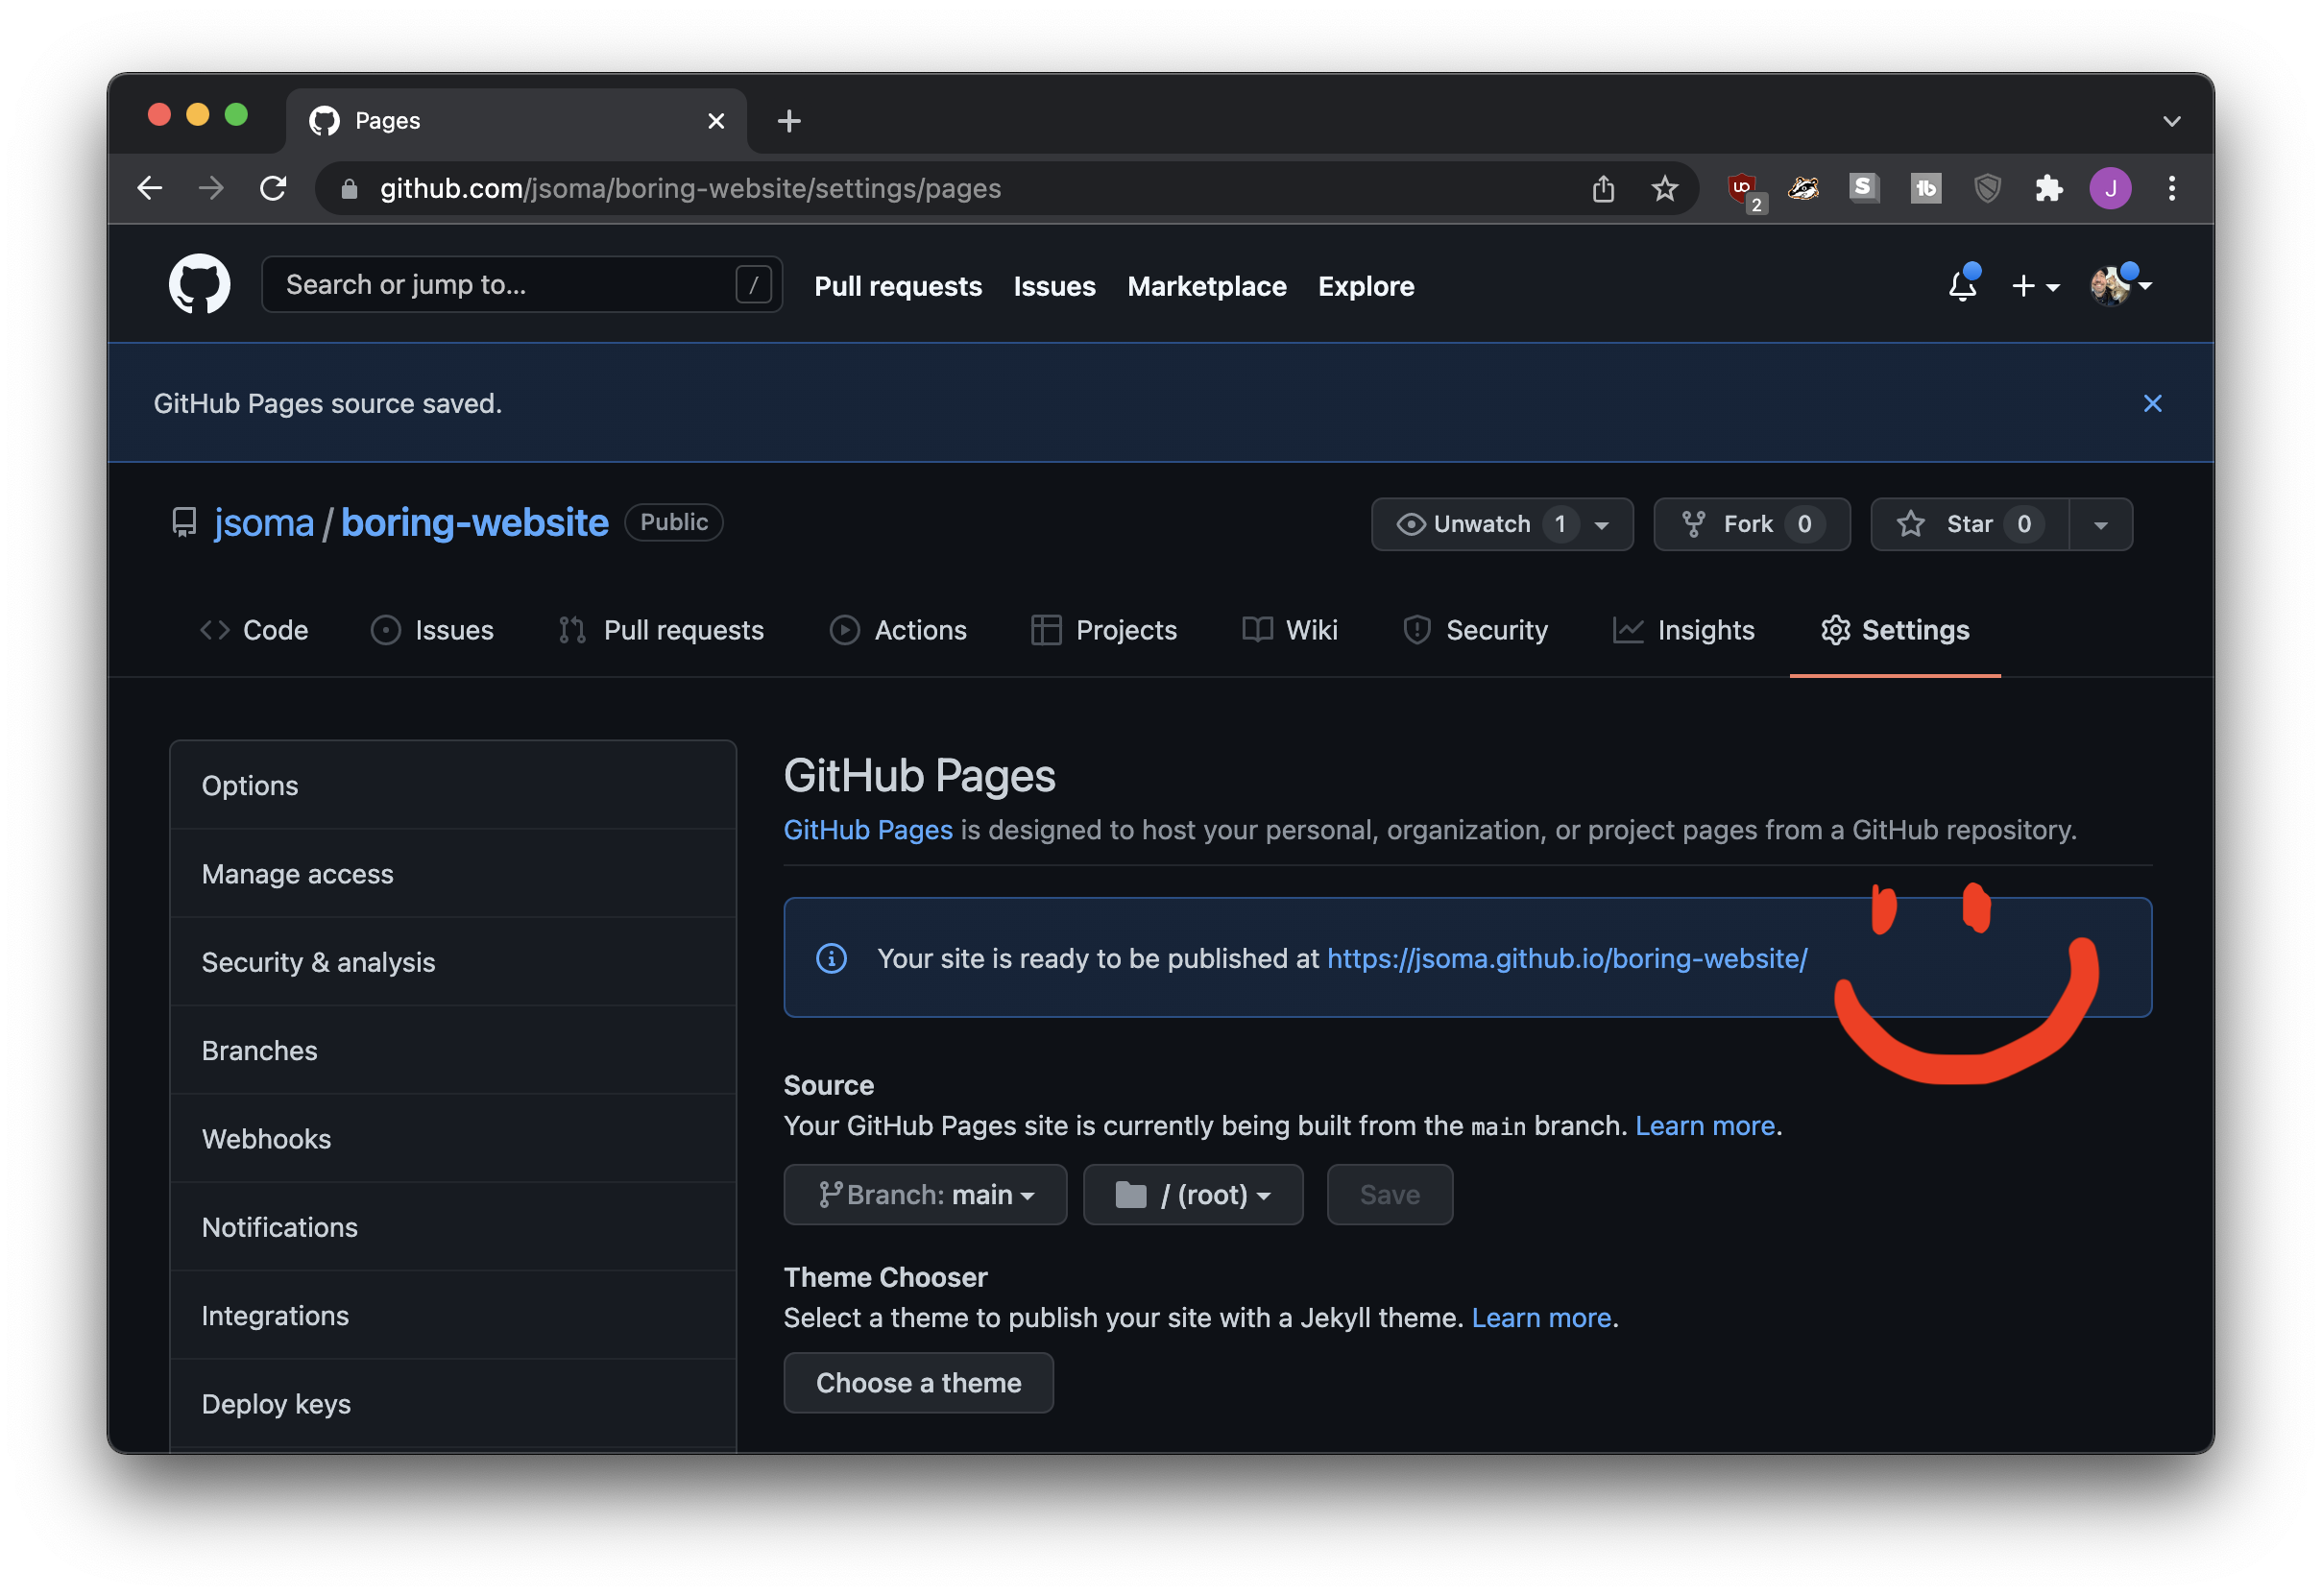 Pages
github.com/jsoma/boring-website/settings/pages
2
J
Search or jump to... /
Pull requests Issues Marketplace Explore
GitHub Pages source saved.
jsoma / boring-website Public
Unwatch 1 Fork 0 Star 0
Code Issues Pull requests Actions Projects Wiki Security Insights Settings
Options
Manage access
Security & analysis
Branches
Webhooks
Notifications
Integrations
Deploy keys
GitHub Pages
GitHub Pages is designed to host your personal, organization, or project pages from a GitHub repository.
Your site is ready to be published at https://jsoma.github.io/boring-website/
Source
Your GitHub Pages site is currently being built from the main branch. Learn more.
Branch: main / (root) Save
Theme Chooser
Select a theme to publish your site with a Jekyll theme. Learn more.
Choose a theme